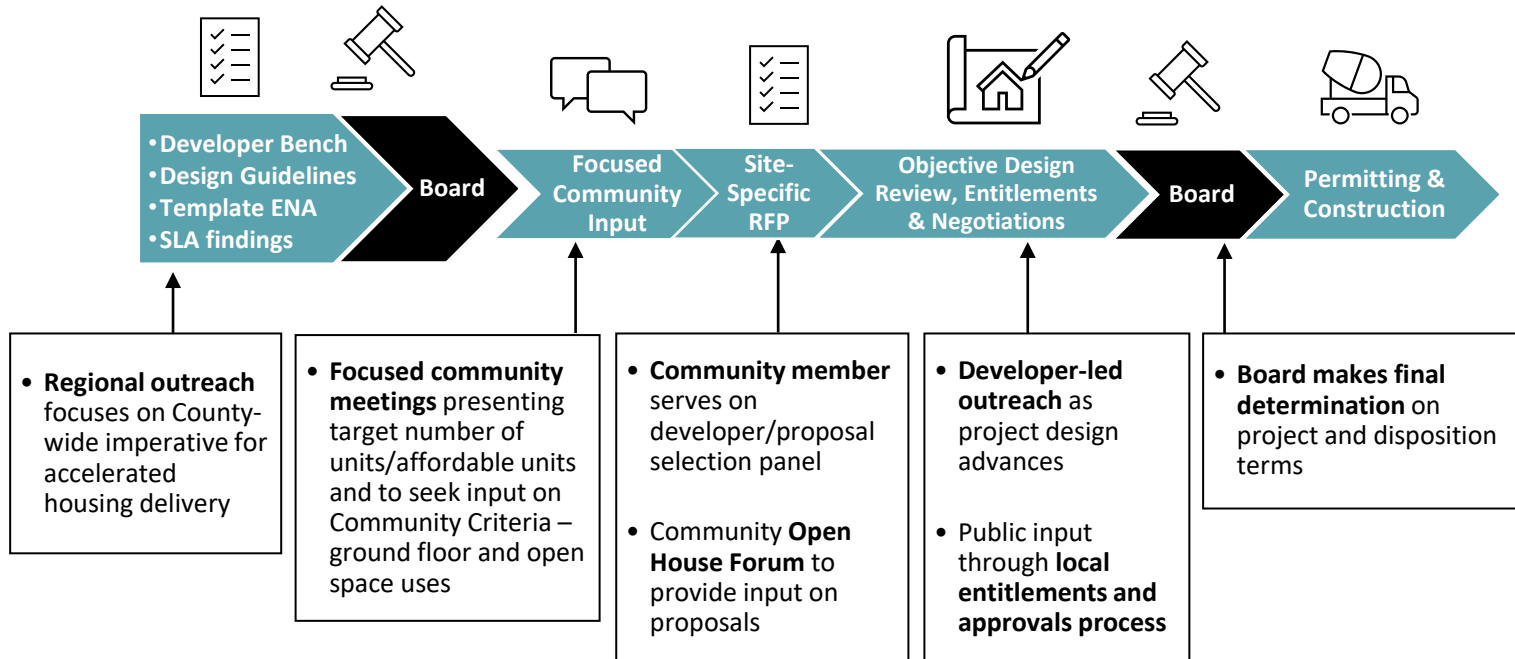 •Developer Bench
•Design Guidelines
•Template ENA
•SLA findings
Board
Focused
Community
Input
Site-
Specific
RFP
Objective Design
Review, Entitlements
& Negotiations
Board
Permitting &
Construction
• Regional outreach
focuses on County-
wide imperative for
accelerated
housing delivery
• Focused community
meetings presenting
target number of
units/affordable units
and to seek input on
Community Criteria –
ground floor and open
space uses
• Community member
serves on
developer/proposal
selection panel
• Community Open
House Forum to
provide input on
proposals
• Developer-led
outreach as
project design
advances
• Public input
through local
entitlements and
approvals process
• Board makes final
determination on
project and disposition
terms